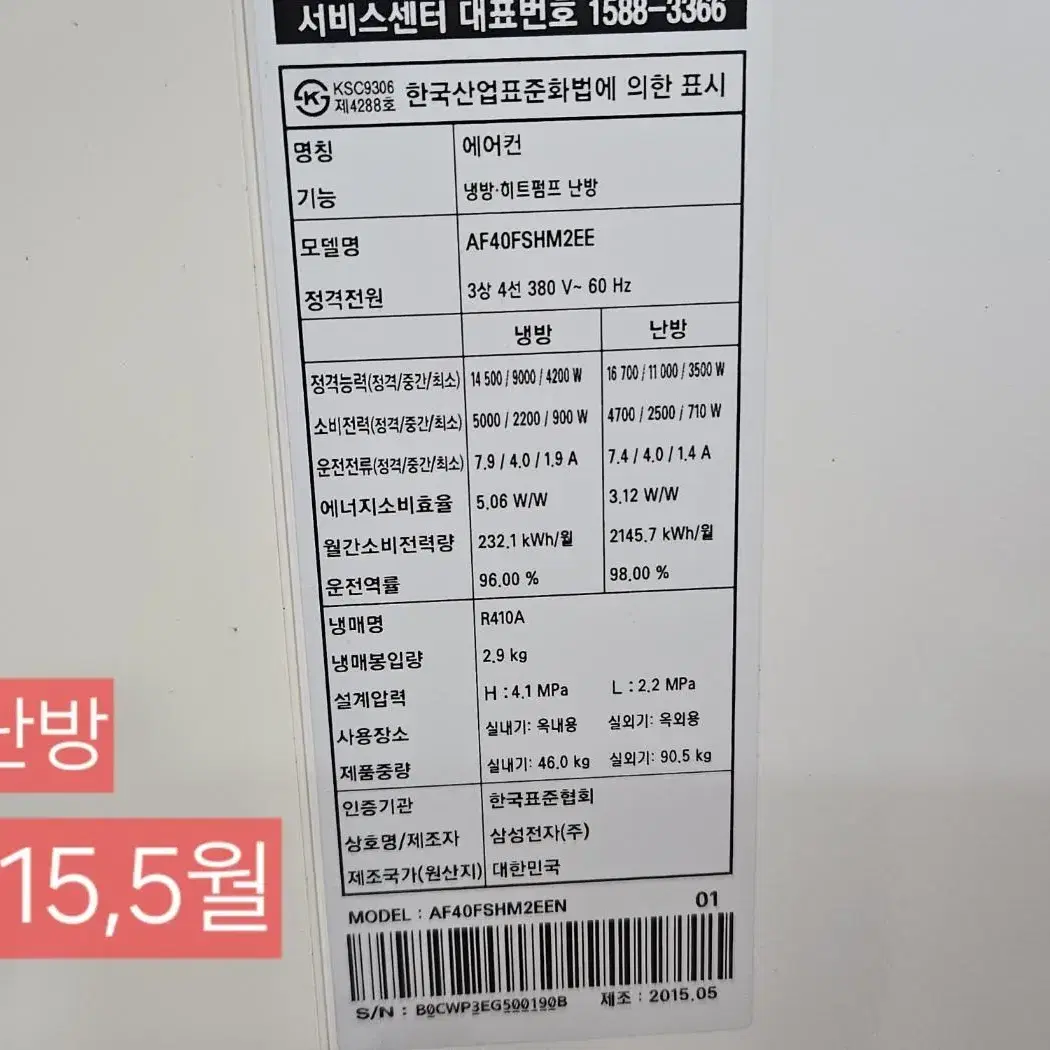 서비스센터 대표번호 1588-3366
KSC9306
제4288호
한국산업표준화법에 의한 표시
명칭 에어컨
기능 냉방·히트펌프 난방
모델명 AF40FSHM2EE
정격전원 3상 4선 380 V~ 60 Hz
냉방 난방
정격능력(정격/중간/최소) 14 500 / 9000 / 4200 W 16 700 / 11 000 / 3500 W
소비전력(정격/중간/최소) 5000 / 2200 / 900 W 4700 / 2500 / 710 W
운전전류(정격/중간/최소) 7.9 / 4.0 / 1.9 A 7.4 / 4.0 / 1.4 A
에너지소비효율 5.06 W/W 3.12 W/W
월간소비전력량 232.1 kWh/월 2145.7 kWh/월
운전역률 96.00 % 98.00 %
냉매명 R410A
냉매봉입량 2.9 kg
설계압력 H : 4.1 MPa L : 2.2 MPa
사용장소 실내기: 옥내용 실외기: 옥외용
제품중량 실내기: 46.0 kg 실외기: 90.5 kg
인증기관 한국표준협회
상호명/제조자 삼성전자(주)
제조국가(원산지) 대한민국
MODEL : AF40FSHM2EEN 01
S/N : B0CWP3EG500190B 제조 : 2015.05
난방
15,5월